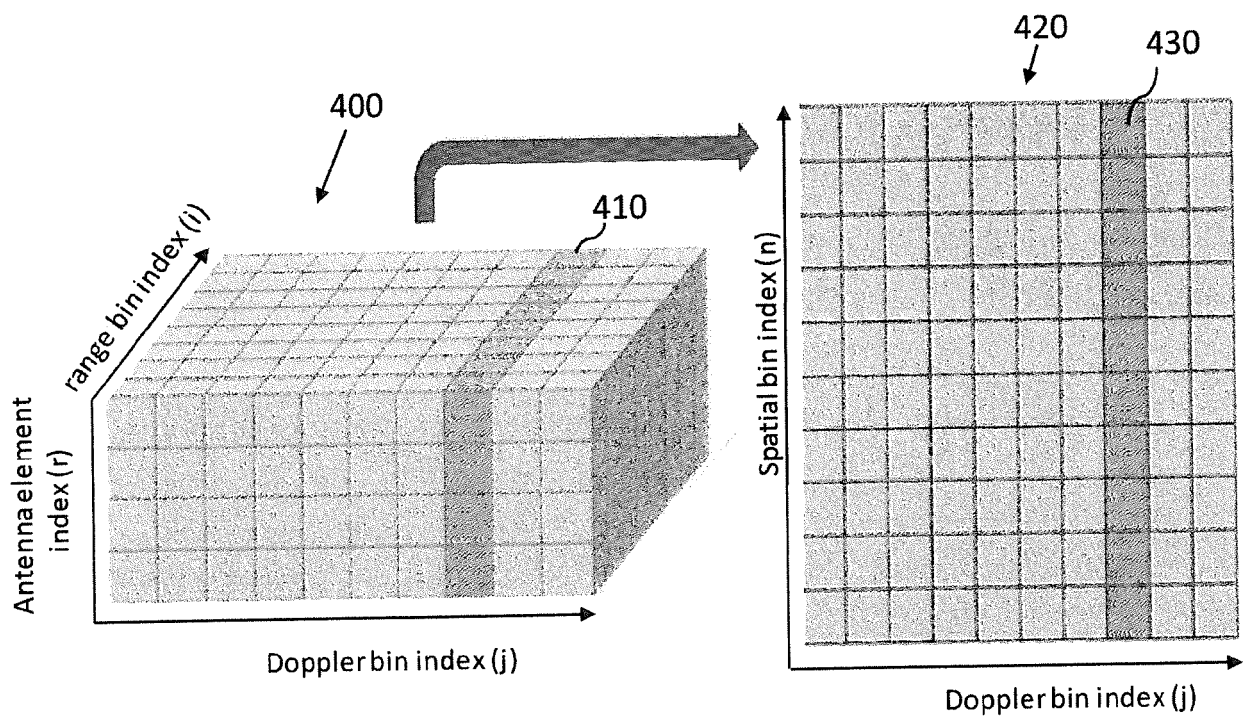 420
430
400
410
range bin index (i)
Antenna element
index (r)
Doppler bin index (j)
Spatial bin index (n)
Doppler bin index (j)